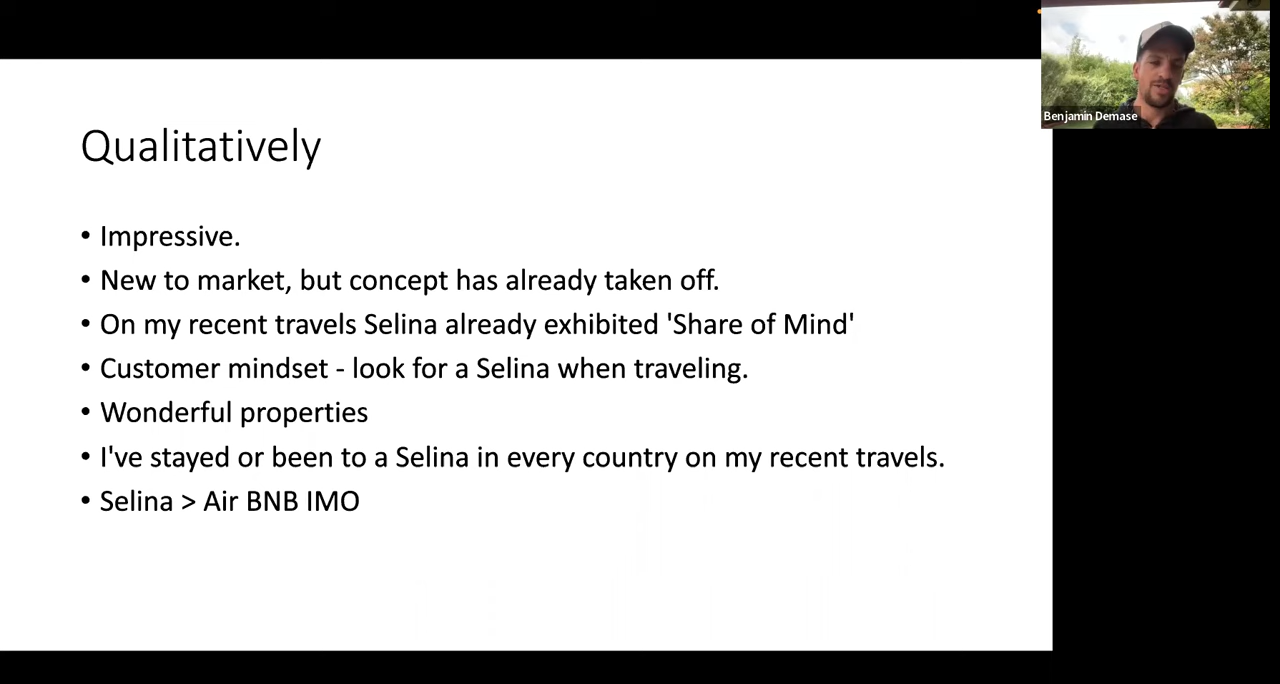 Qualitatively
• Impressive.
• New to market, but concept has already taken off.
• On my recent travels Selina already exhibited 'Share of Mind'
• Customer mindset - look for a Selina when traveling.
• Wonderful properties
• I've stayed or been to a Selina in every country on my recent travels.
• Selina > Air BNB IMO
Benjamin Demase